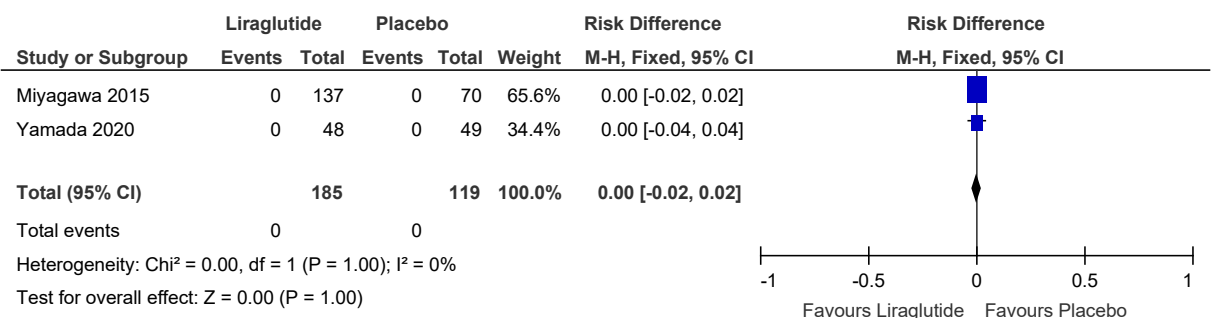 Liraglutide Placebo Risk Difference Risk Difference
Study or Subgroup Events Total Events Total Weight M-H, Fixed, 95% CI M-H, Fixed, 95% CI
Miyagawa 2015 0 137 0 70 65.6% 0.00 [-0.02, 0.02]
Yamada 2020 0 48 0 49 34.4% 0.00 [-0.04, 0.04]
Total (95% CI) 185 119 100.0% 0.00 [-0.02, 0.02]
Total events 0 0
Heterogeneity: Chi² = 0.00, df = 1 (P = 1.00); I² = 0%
Test for overall effect: Z = 0.00 (P = 1.00)
-1 -0.5 0 0.5 1
Favours Liraglutide Favours Placebo